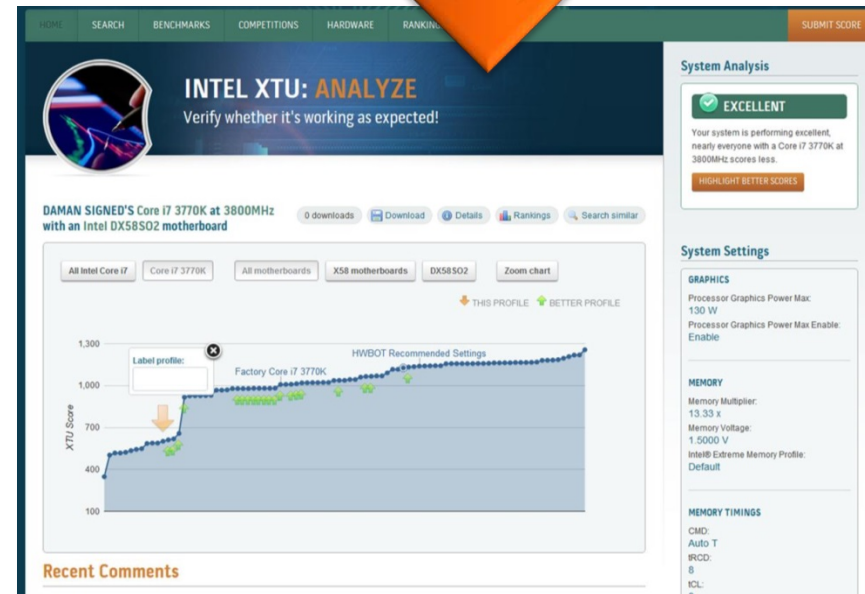 HOME SEARCH BENCHMARKS COMPETITIONS HARDWARE SUBMIT SCORE
INTEL XTU: ANALYZE
Verify whether it's working as expected!
DAMAN SIGNED'S Core i7 3770K at 3800MHz
with an Intel DX58SO2 motherboard
0 downloads Download Details Rankings Search similar
All Intel Core i7 Core i7 3770K All motherboards X58 motherboards DX58SO2 Zoom chart
THIS PROFILE BETTER PROFILE
1,300
1,000
700
400
100
XTU Score
Label profile:
Factory Core i7 3770K
HWBOT Recommended Settings
Recent Comments
System Analysis
EXCELLENT
Your system is performing excellent,
nearly everyone with a Core i7 3770K at
3800MHz scores less.
HIGHLIGHT BETTER SCORES
System Settings
GRAPHICS
Processor Graphics Power Max:
130 W
Processor Graphics Power Max Enable:
Enable
MEMORY
Memory Multiplier:
13.33 x
Memory Voltage:
1.5000 V
Intel® Extreme Memory Profile:
Default
MEMORY TIMINGS
CMD:
Auto T
tRCD:
8
tCL: